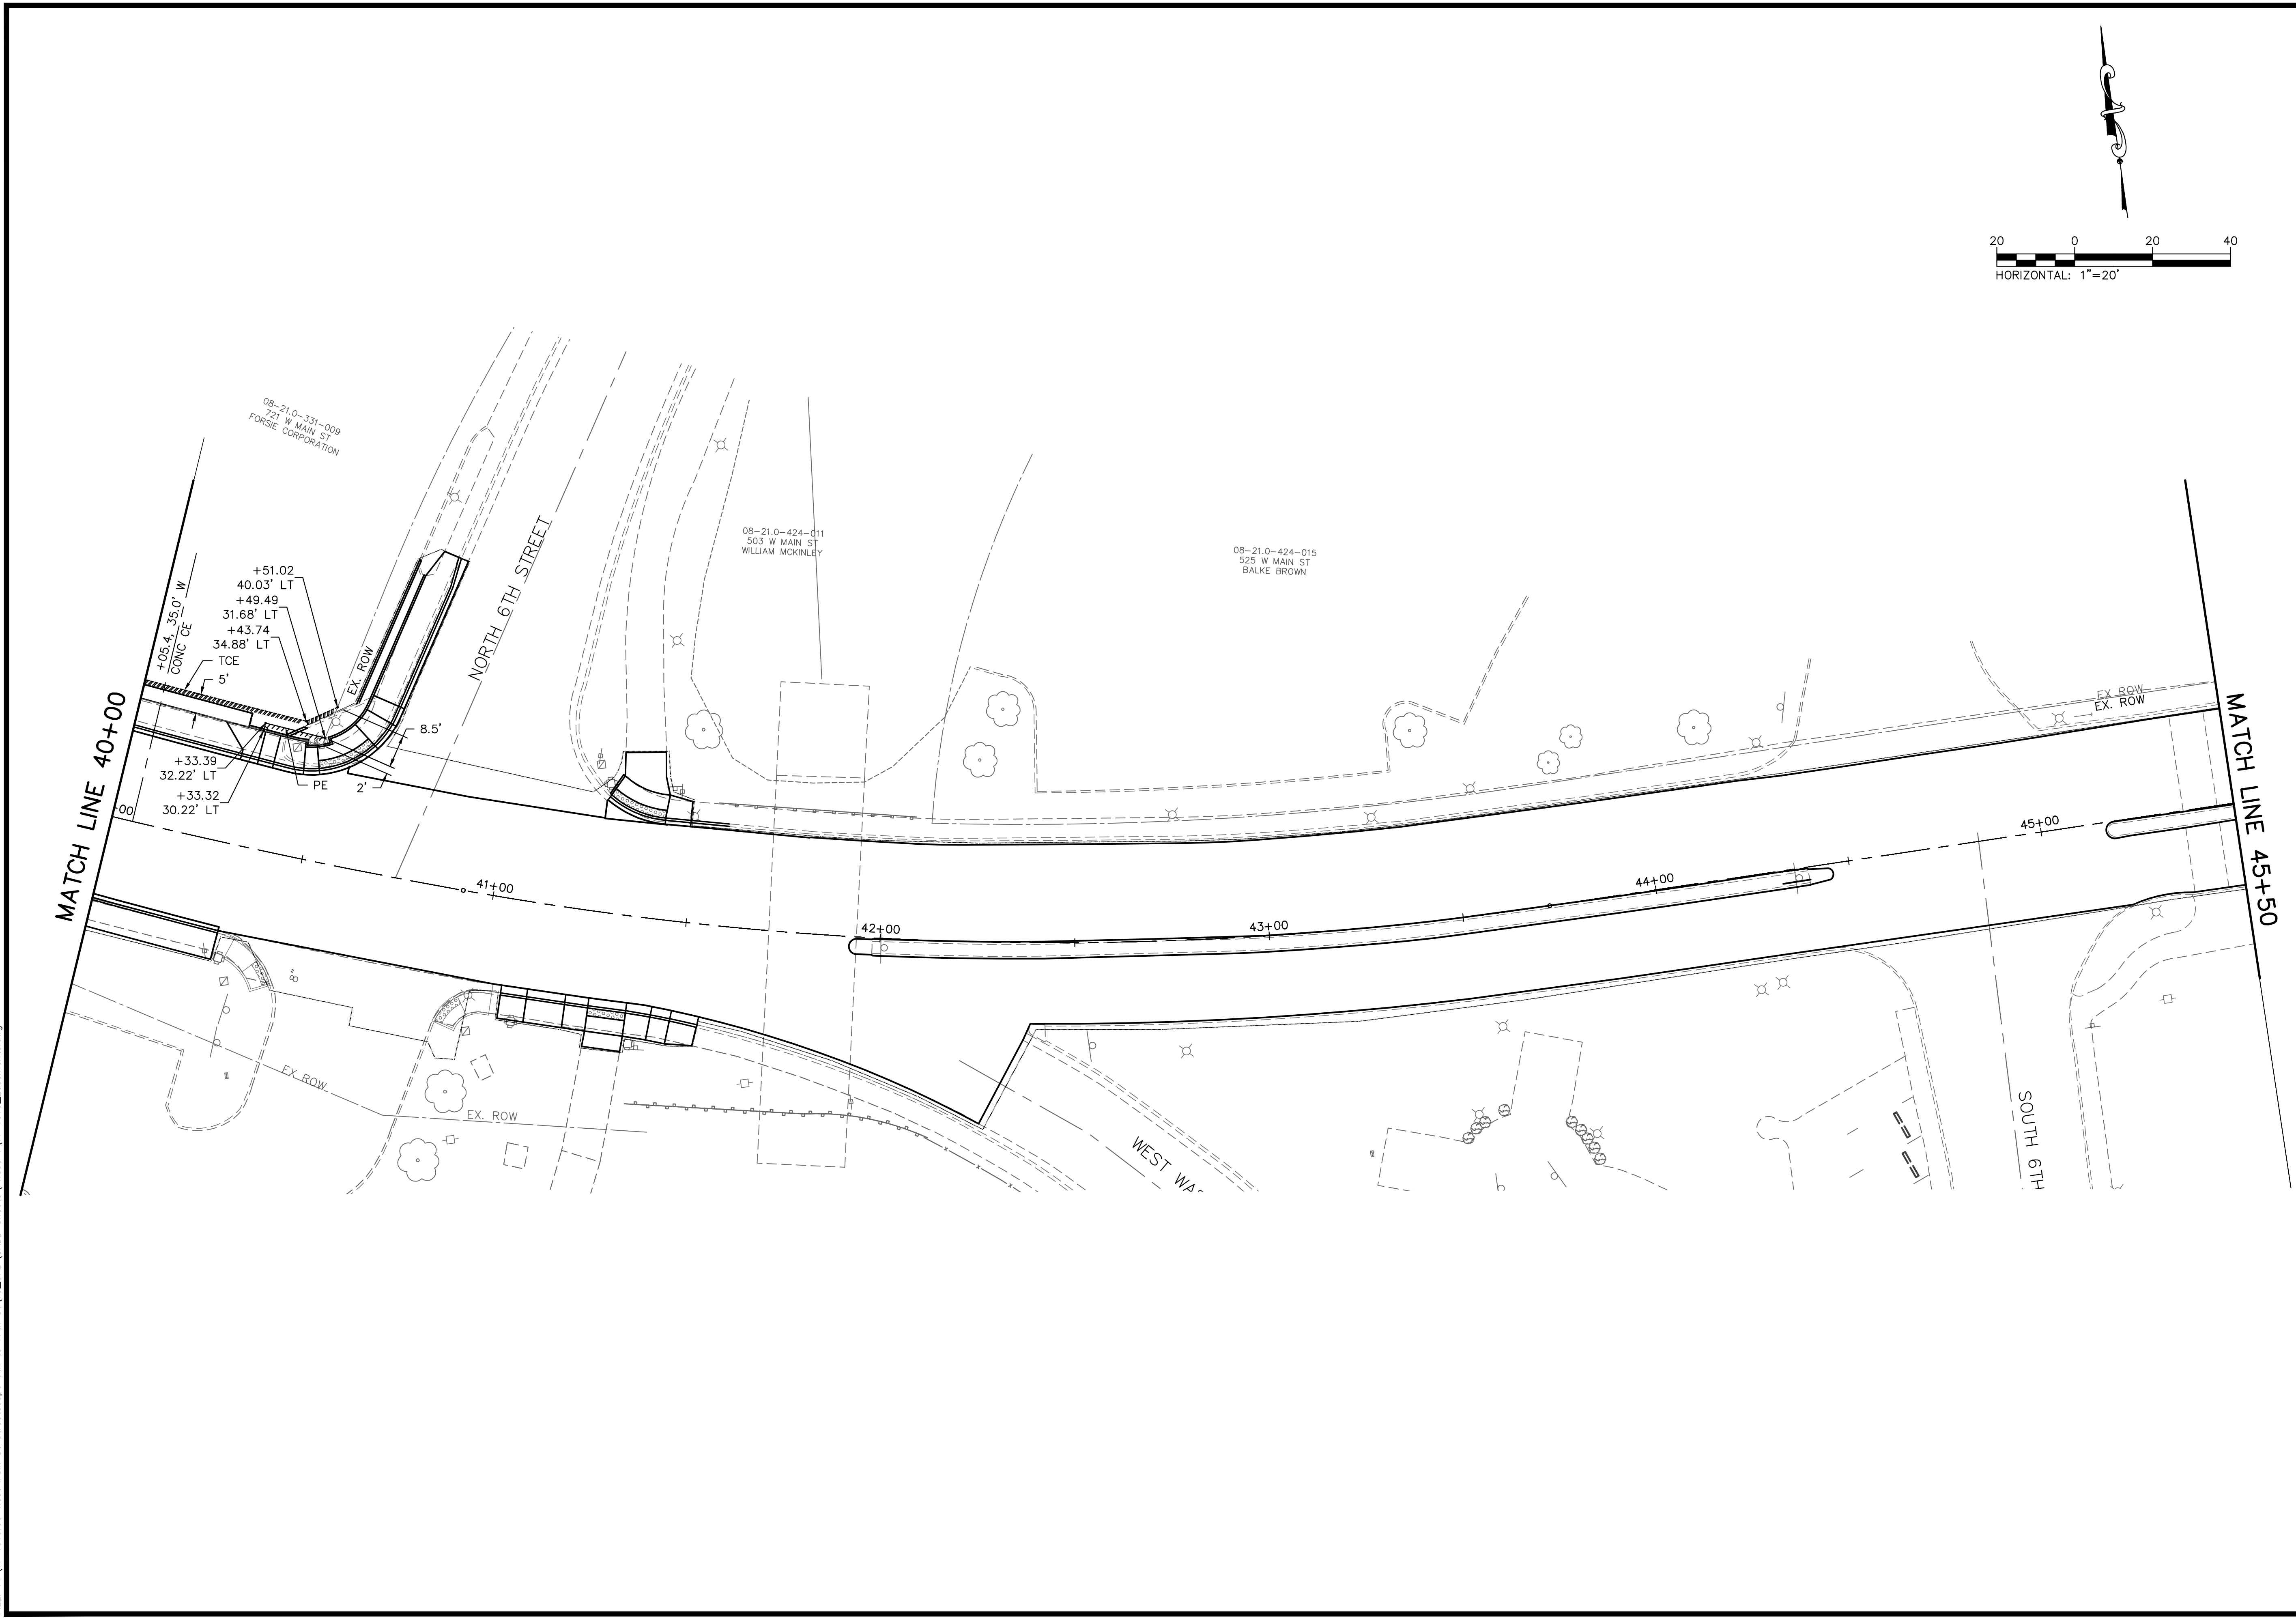 20 0 20 40
HORIZONTAL: 1"=20'
08-21.0-331-009
721 W MAIN ST
FORSIE CORPORATION
08-21.0-424-011
503 W MAIN ST
WILLIAM MCKINLEY
08-21.0-424-015
525 W MAIN ST
BALKE BROWN
NORTH 6TH STREET
+05.4, 35.0' W
CONC CE
+51.02
40.03' LT
+49.49
31.68' LT
+43.74
34.88' LT
TCE
5'
EX. ROW
8.5'
2'
PE
+33.39
32.22' LT
+33.32
30.22' LT
MATCH LINE 40+00
+00
41+00
42+00
43+00
44+00
45+00
EX ROW
EX. ROW
MATCH LINE 45+50
8"
EX ROW
EX. ROW
WEST WAS
SOUTH 6TH